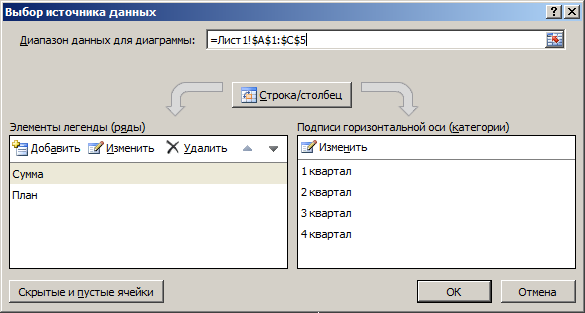 Выбор источника данных
Диапазон данных для диаграммы: =Лист1!$A$1:$C$5
Строка/столбец
Элементы легенды (ряды)
Добавить Изменить Удалить
Сумма
План
Подписи горизонтальной оси (категории)
Изменить
1 квартал
2 квартал
3 квартал
4 квартал
Скрытые и пустые ячейки
ОК Отмена